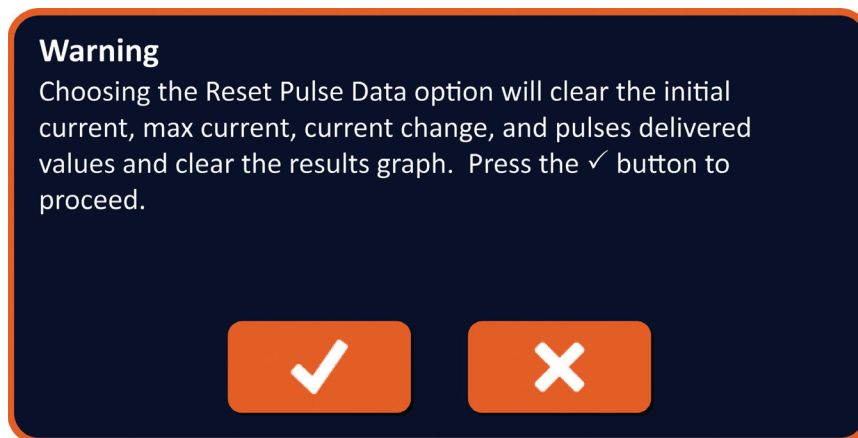 Warning
Choosing the Reset Pulse Data option will clear the initial
current, max current, current change, and pulses delivered
values and clear the results graph.  Press the ✓ button to
proceed.